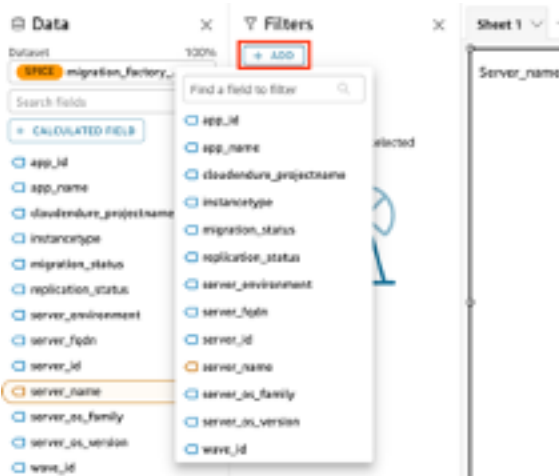 Data
Dataset 100%
SPICE migration_factory_...
Search fields
+ CALCULATED FIELD
app_id
app_name
cloudendure_projectname
instancetype
migration_status
replication_status
server_environment
server_fqdn
server_id
server_name
server_os_family
server_os_version
wave_id
Filters
+ ADD
Find a field to filter
app_id
app_name
cloudendure_projectname
instancetype
migration_status
replication_status
server_environment
server_fqdn
server_id
server_name
server_os_family
server_os_version
wave_id
elected
Sheet 1
Server_name